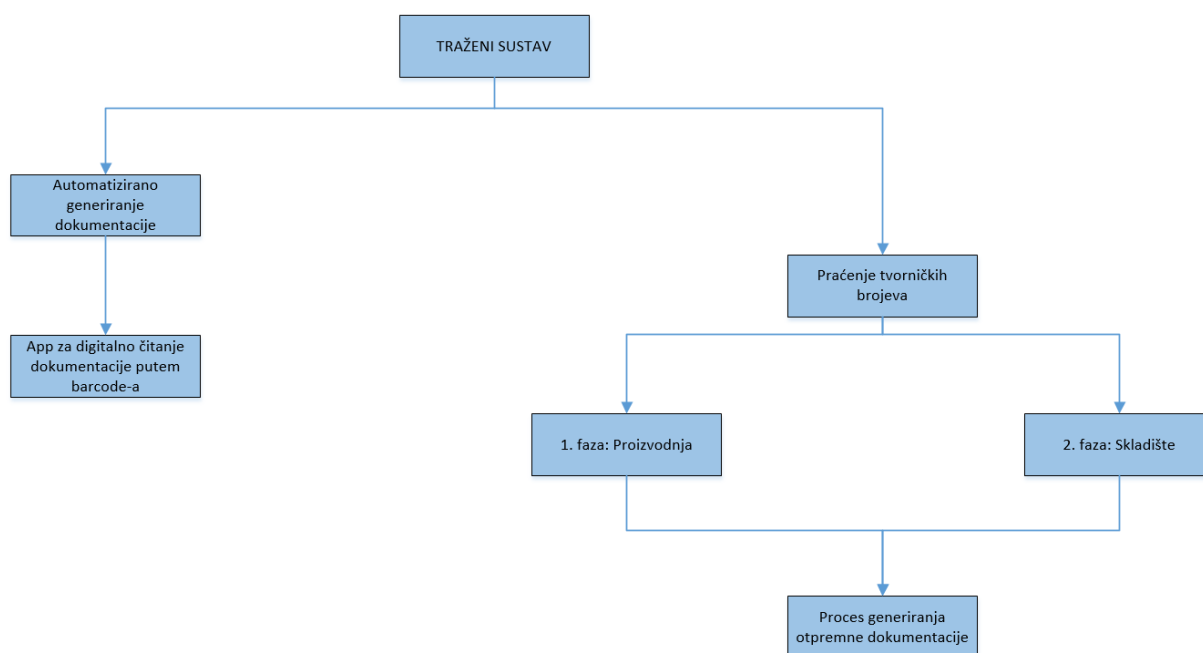 TRAŽENI SUSTAV
Automatizirano
generiranje
dokumentacije
Praćenje tvorničkih
brojeva
App za digitalno čitanje
dokumentacije putem
barcode-a
1. faza: Proizvodnja
2. faza: Skladište
Proces generiranja
otpremne dokumentacije